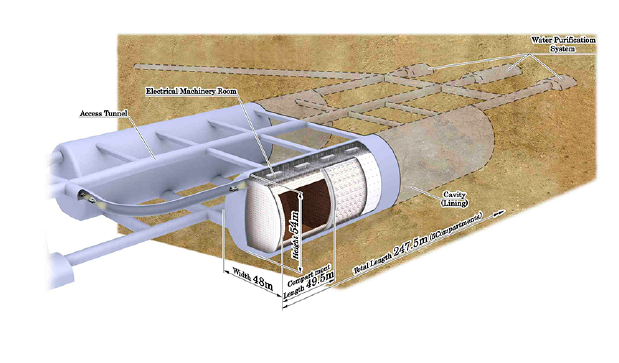 Water Purification
System
Electrical Machinery Room
Access Tunnel
Cavity
(Lining)
Height 54m
Width 48m
Compartment
Length 49.5m
Total Length 247.5m (5Compartments)